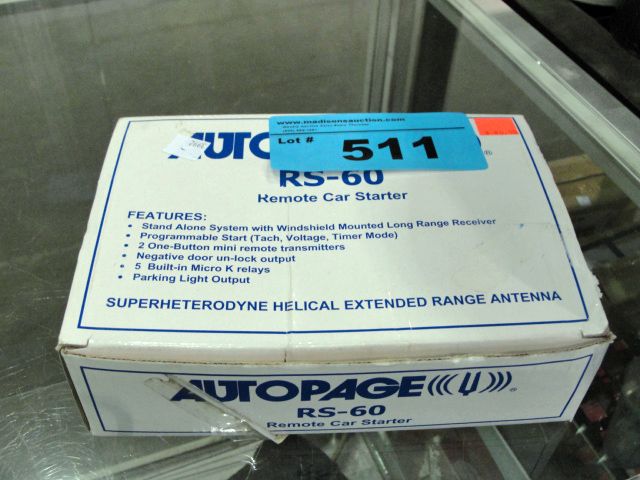 www.madisonsauction.com
Lot # 511
AUTO
RS-60
Remote Car Starter
FEATURES:
• Stand Alone System with Windshield Mounted Long Range Receiver
• Programmable Start (Tach, Voltage, Timer Mode)
• 2 One-Button mini remote transmitters
• Negative door un-lock output
• 5 Built-in Micro K relays
• Parking Light Output
SUPERHETERODYNE HELICAL EXTENDED RANGE ANTENNA
AUTOPAGE ®
RS-60
Remote Car Starter